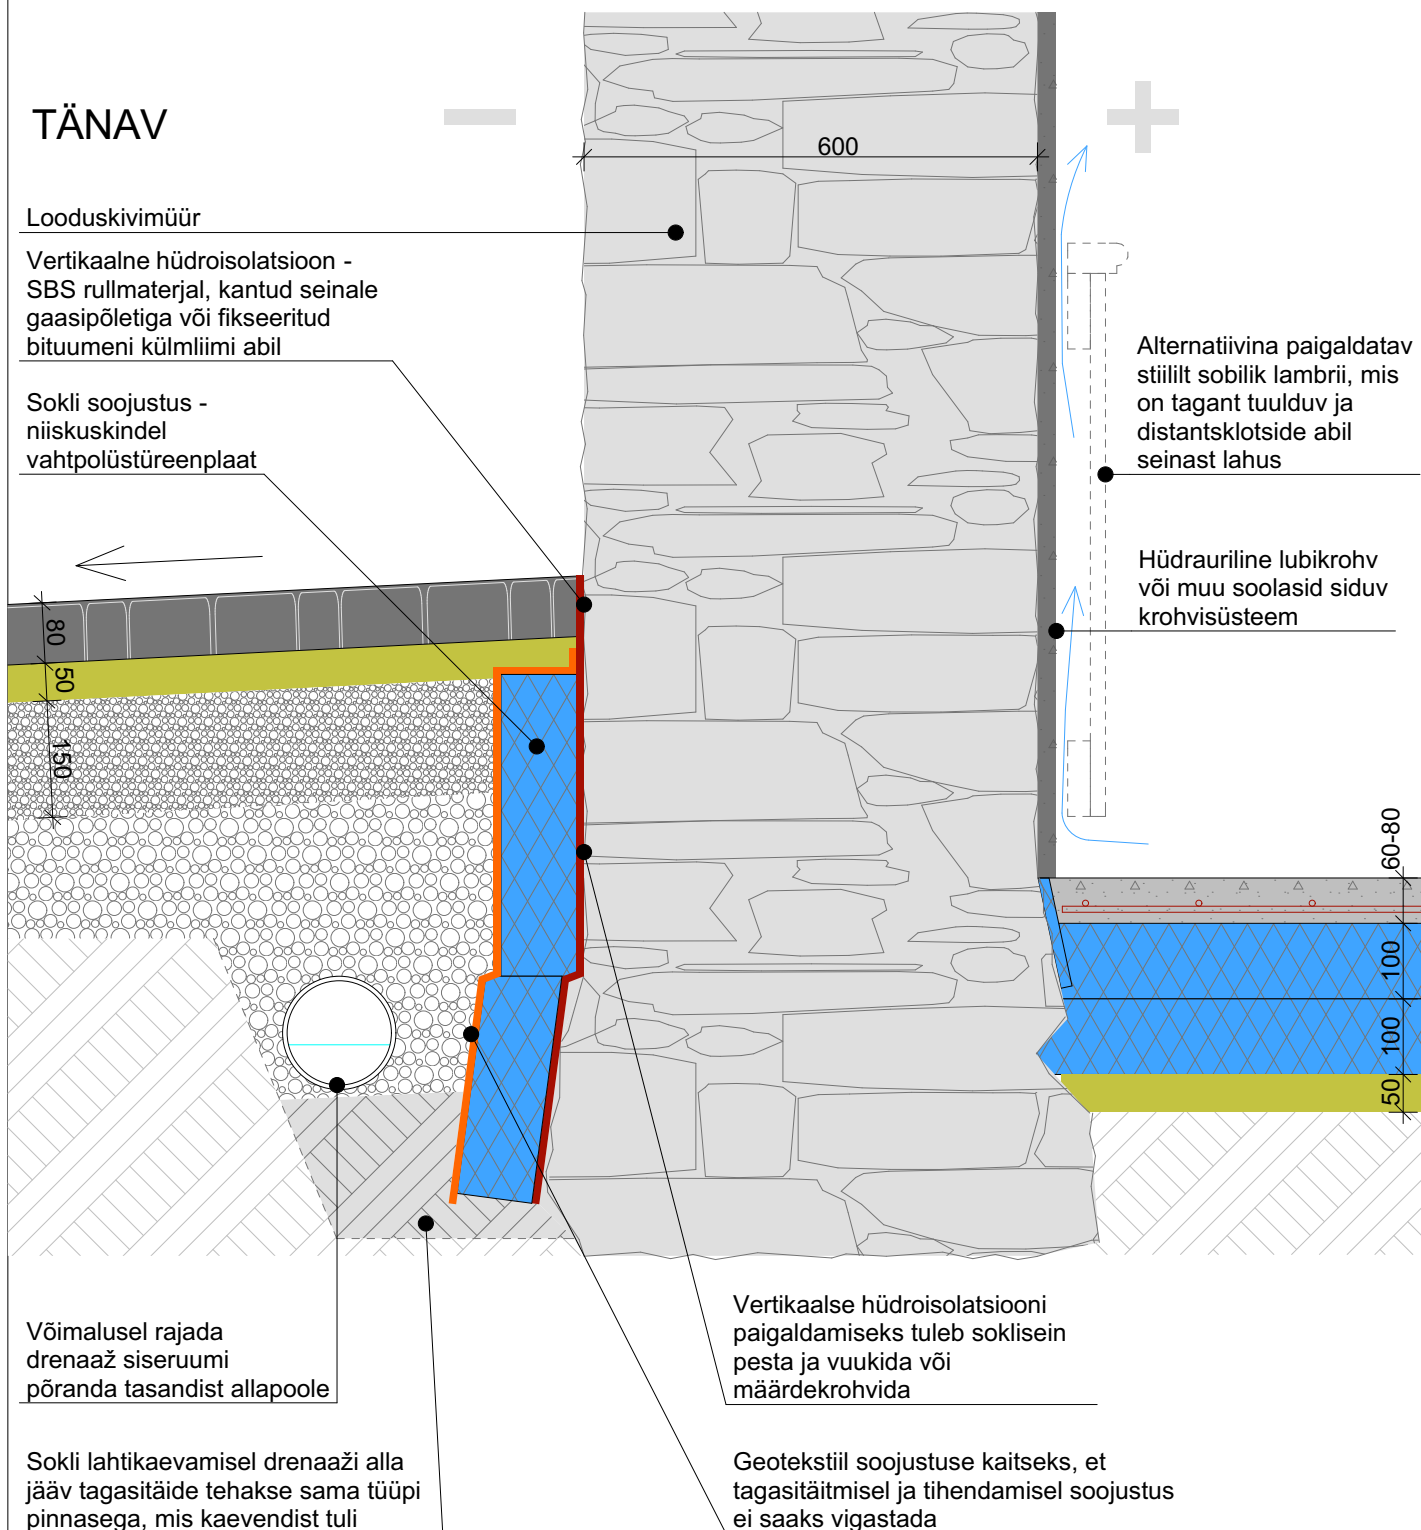 TÄNAV
600
Looduskivimüür
Vertikaalne hüdroisolatsioon -
SBS rullmaterjal, kantud seinale
gaasipõletiga või fikseeritud
bituumeni külmliimi abil
Sokli soojustus -
niiskuskindel
vahtpolüstüreenplaat
Alternatiivina paigaldatav
stiililt sobilik lambrii, mis
on tagant tuulduv ja
distantsklotside abil
seinast lahus
Hüdrauriline lubikrohv
või muu soolasid siduv
krohvisüsteem
80
50
150
60-80
100
100
50
Võimalusel rajada
drenaaž siseruumi
põranda tasandist allapoole
Vertikaalse hüdroisolatsiooni
paigaldamiseks tuleb soklisein
pesta ja vuukida või
määrdekrohvida
Sokli lahtikaevamisel drenaaži alla
jääv tagasitäide tehakse sama tüüpi
pinnasega, mis kaevendist tuli
Geotekstiil soojustuse kaitseks, et
tagasitäitmisel ja tihendamisel soojustus
ei saaks vigastada